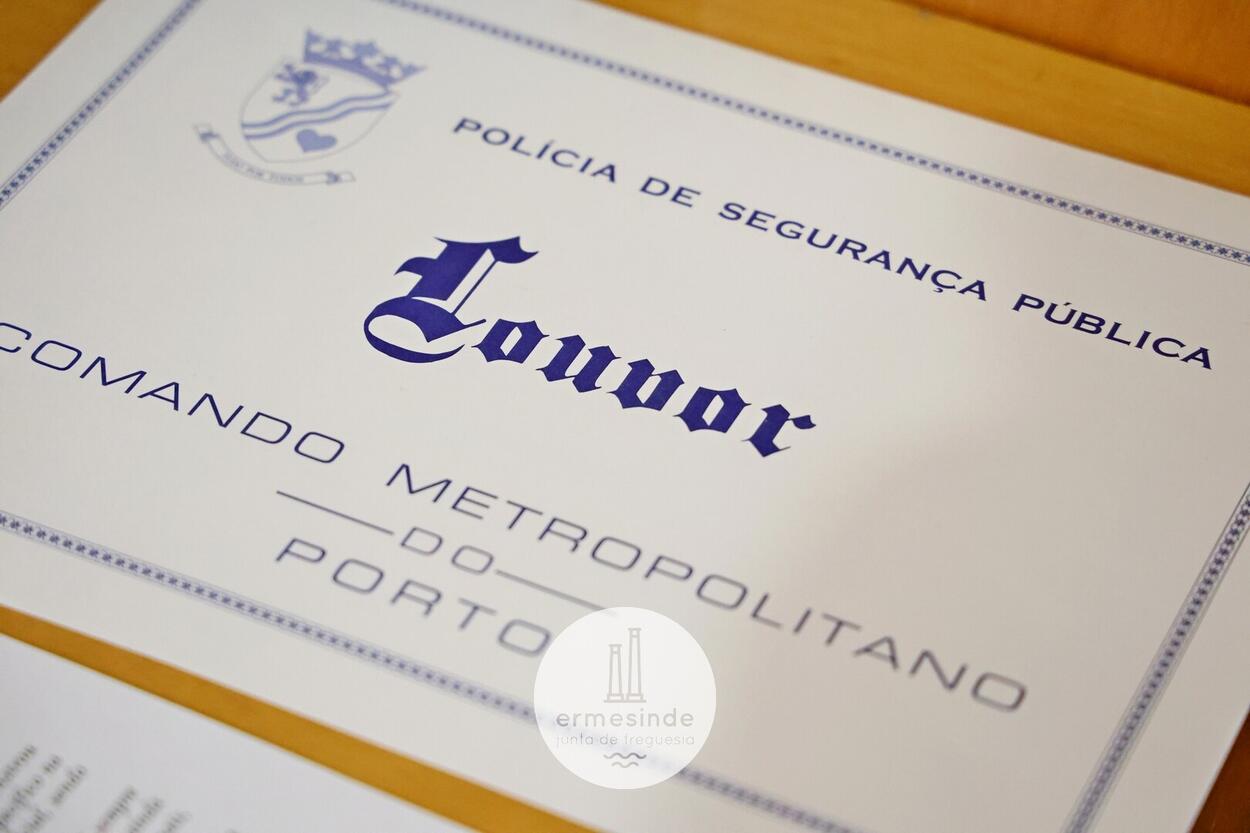 POLÍCIA DE SEGURANÇA PÚBLICA
Louvor
COMANDO METROPOLITANO
DO
PORTO
ermesinde
junta de freguesia